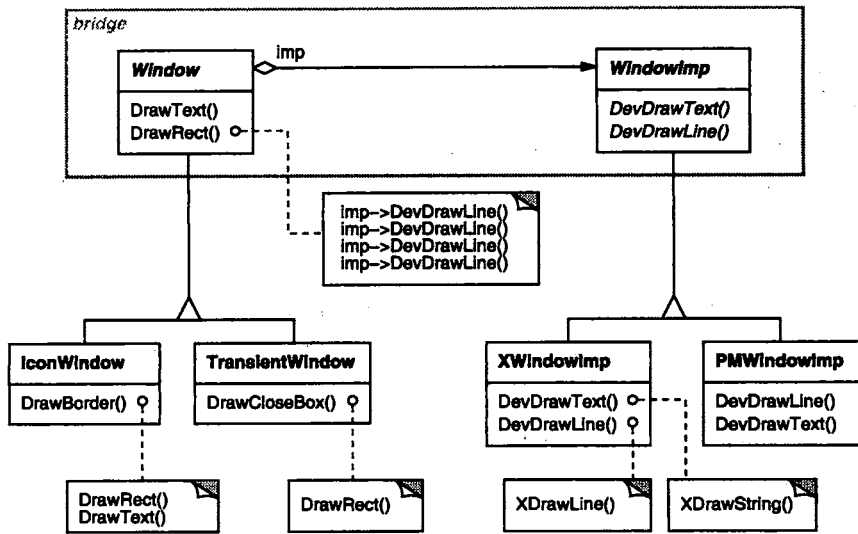 bridge
Window
imp
WindowImp
DrawText()
DrawRect()
DevDrawText()
DevDrawLine()
imp->DevDrawLine()
imp->DevDrawLine()
imp->DevDrawLine()
imp->DevDrawLine()
IconWindow
TransientWindow
XWindowImp
PMWindowImp
DrawBorder()
DrawCloseBox()
DevDrawText()
DevDrawLine()
DevDrawLine()
DevDrawText()
DrawRect()
DrawText()
DrawRect()
XDrawLine()
XDrawString()